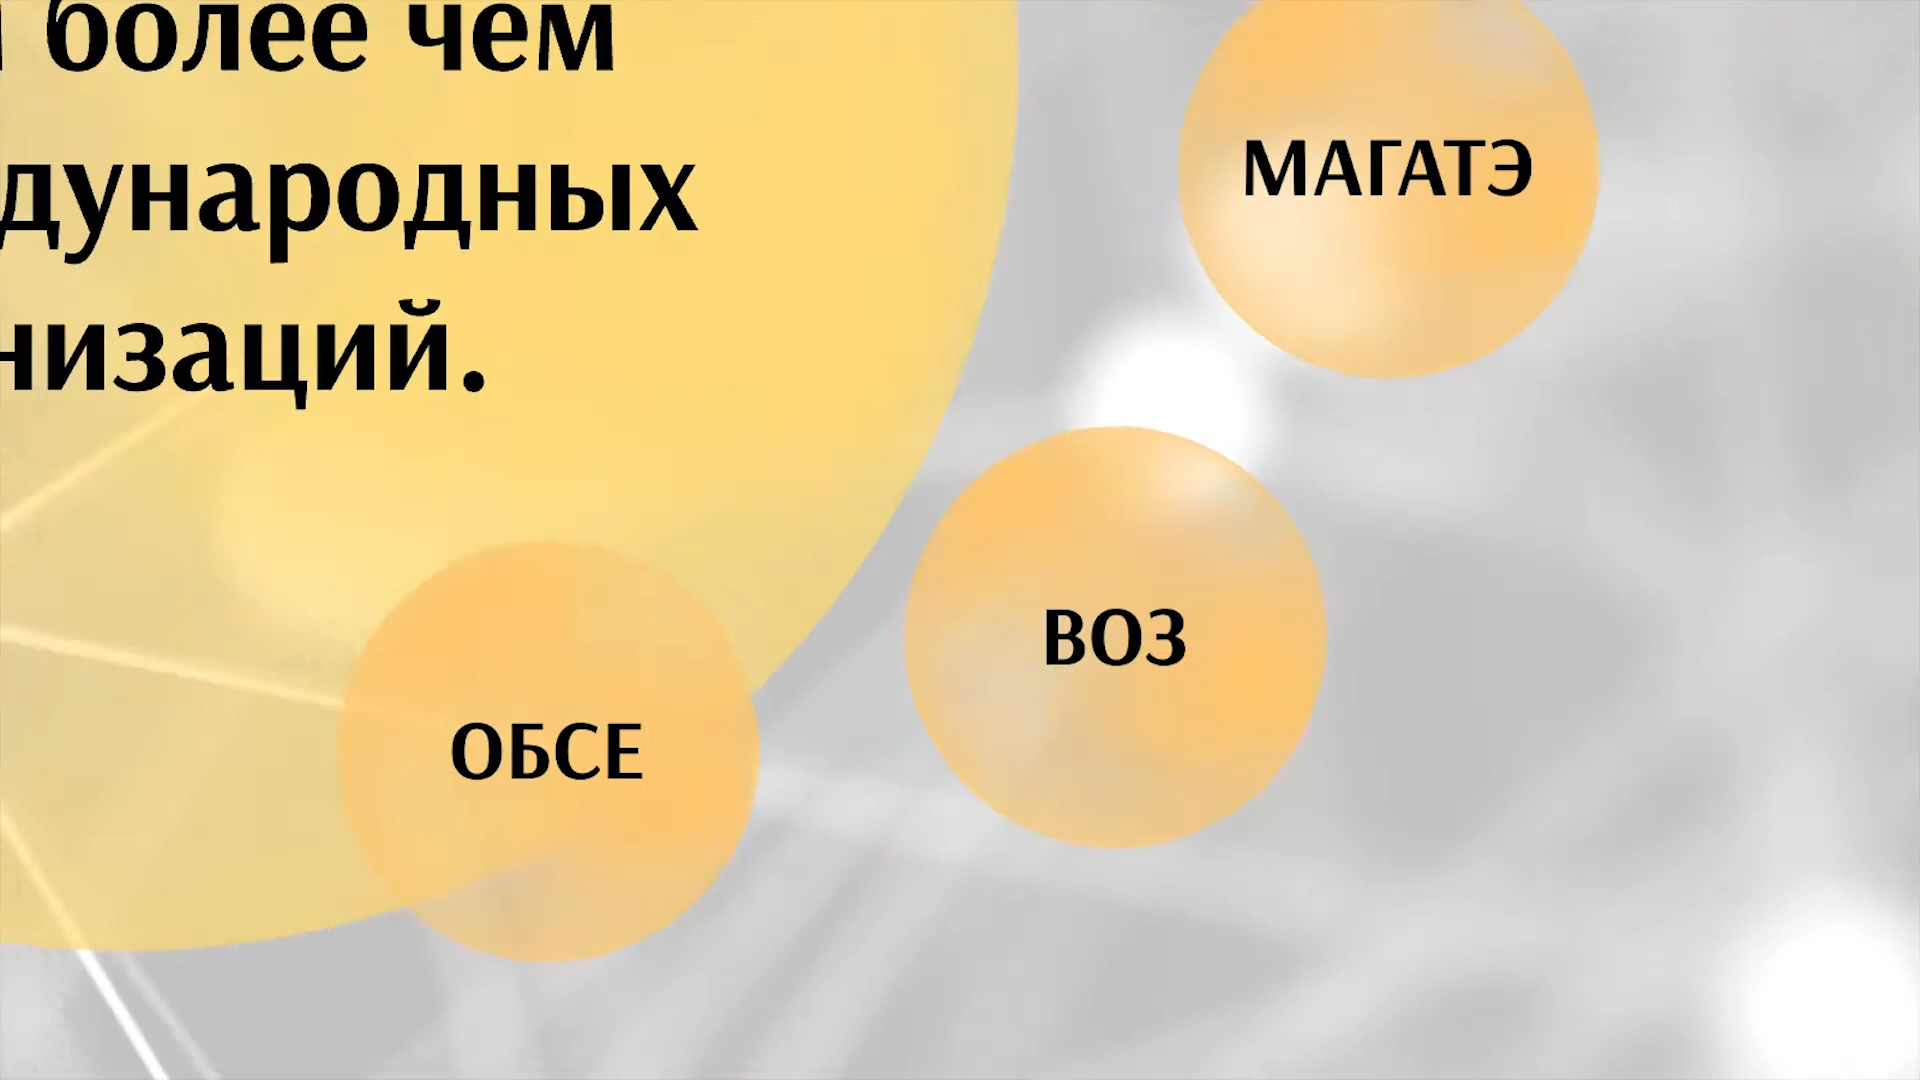 более чем
дународных
низаций.
МАГАТЭ
ВОЗ
ОБСЕ